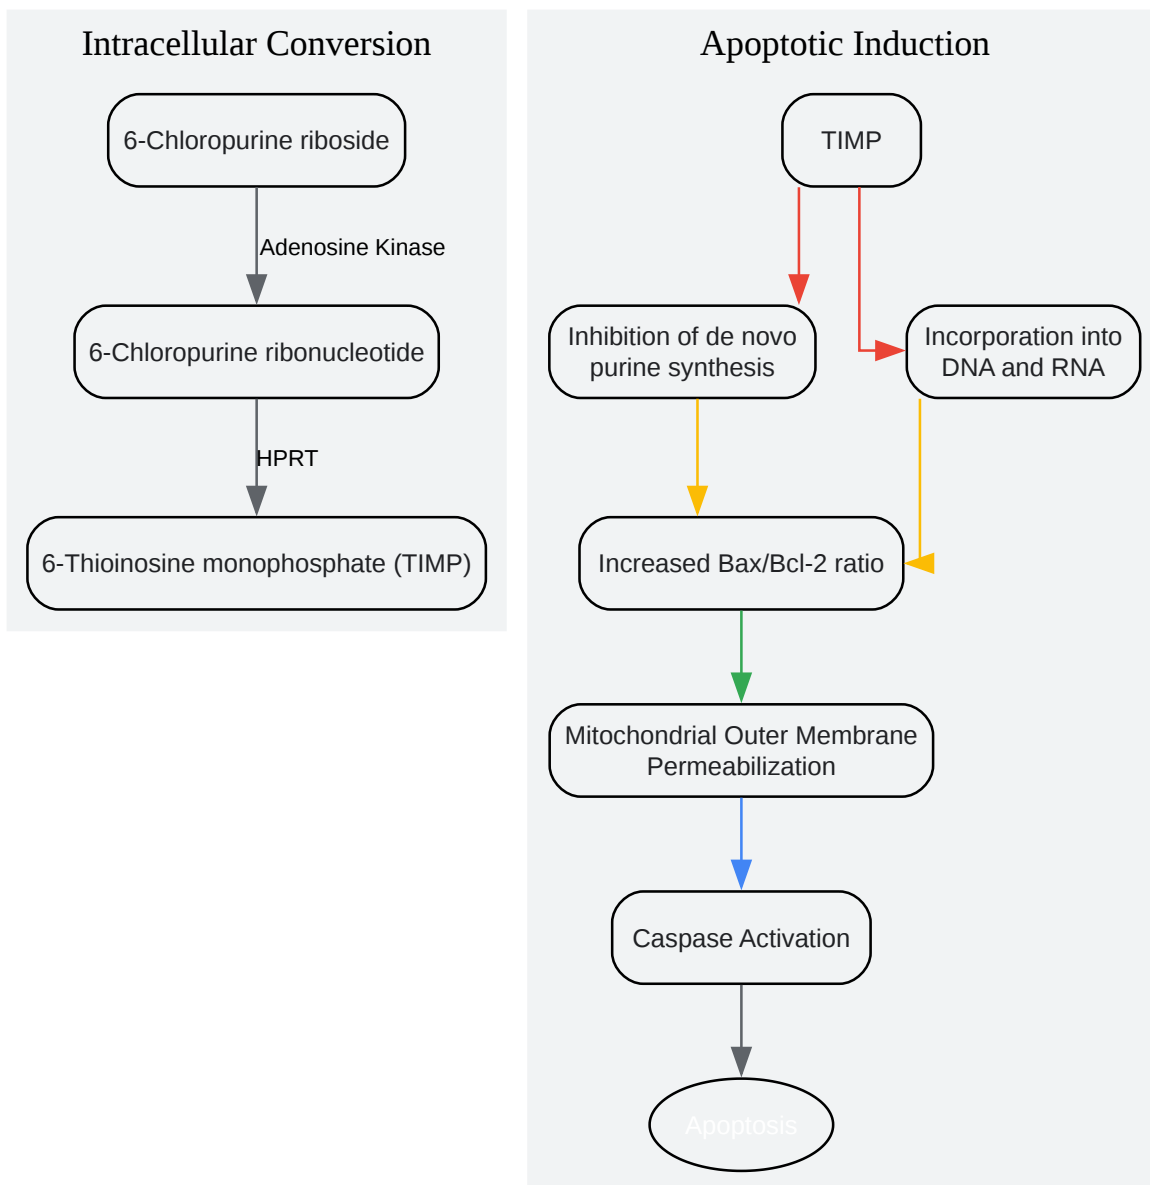 Intracellular Conversion
6-Chloropurine riboside
Adenosine Kinase
6-Chloropurine ribonucleotide
HPRT
6-Thioinosine monophosphate (TIMP)
Apoptotic Induction
TIMP
Inhibition of de novo
purine synthesis
Incorporation into
DNA and RNA
Increased Bax/Bcl-2 ratio
Mitochondrial Outer Membrane
Permeabilization
Caspase Activation
Apoptosis